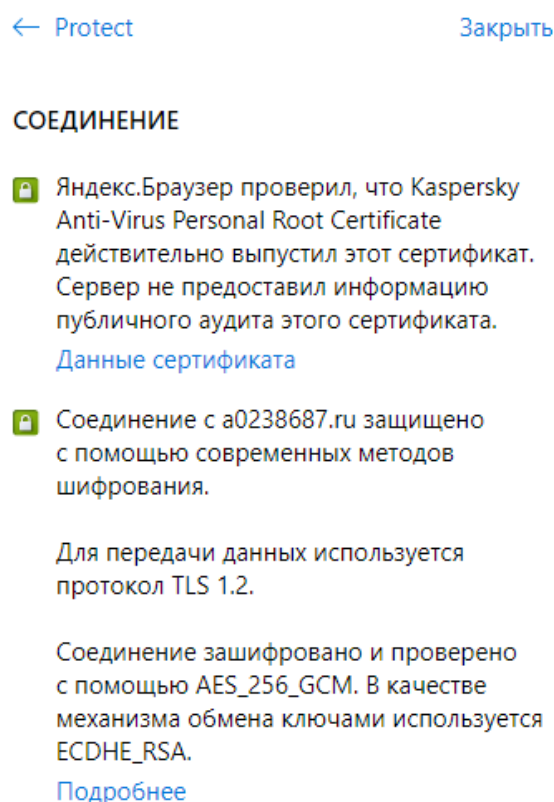 ← Protect Закрыть
СОЕДИНЕНИЕ
Яндекс.Браузер проверил, что Kaspersky
Anti-Virus Personal Root Certificate
действительно выпустил этот сертификат.
Сервер не предоставил информацию
публичного аудита этого сертификата.
Данные сертификата
Соединение с a0238687.ru защищено
с помощью современных методов
шифрования.
Для передачи данных используется
протокол TLS 1.2.
Соединение зашифровано и проверено
с помощью AES_256_GCM. В качестве
механизма обмена ключами используется
ECDHE_RSA.
Подробнее